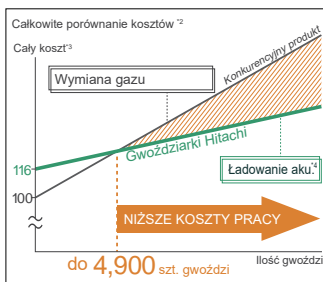 Całkowite porównanie kosztów *2
Cały koszt*3
Konkurencyjny produkt
Wymiana gazu
Gwoździarki Hitachi
116
Ładowanie aku.*4
100
NIŻSZE KOSZTY PRACY
Ilość gwoździ
do 4,900 szt. gwoździ